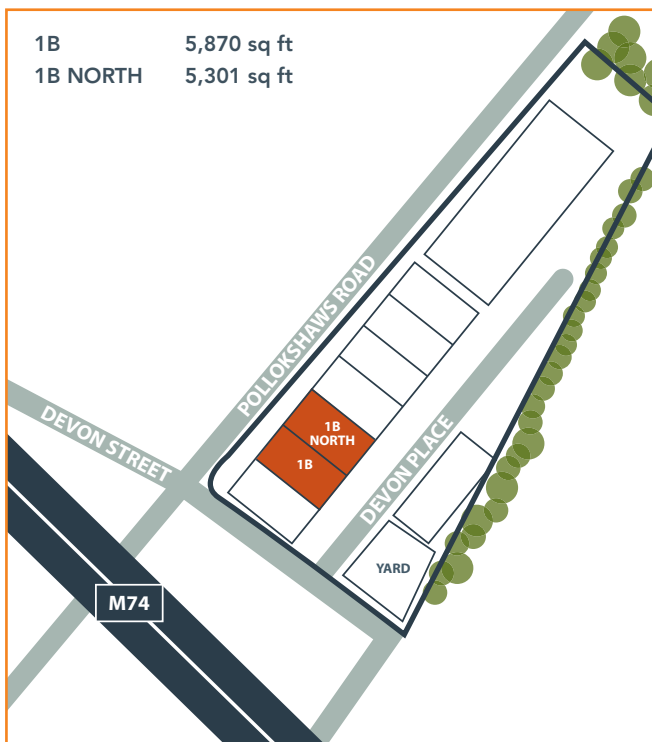 1B 5,870 sq ft
1B NORTH 5,301 sq ft
POLLOKSHAWS ROAD
DEVON STREET
1B
NORTH
1B
DEVON PLACE
YARD
M74